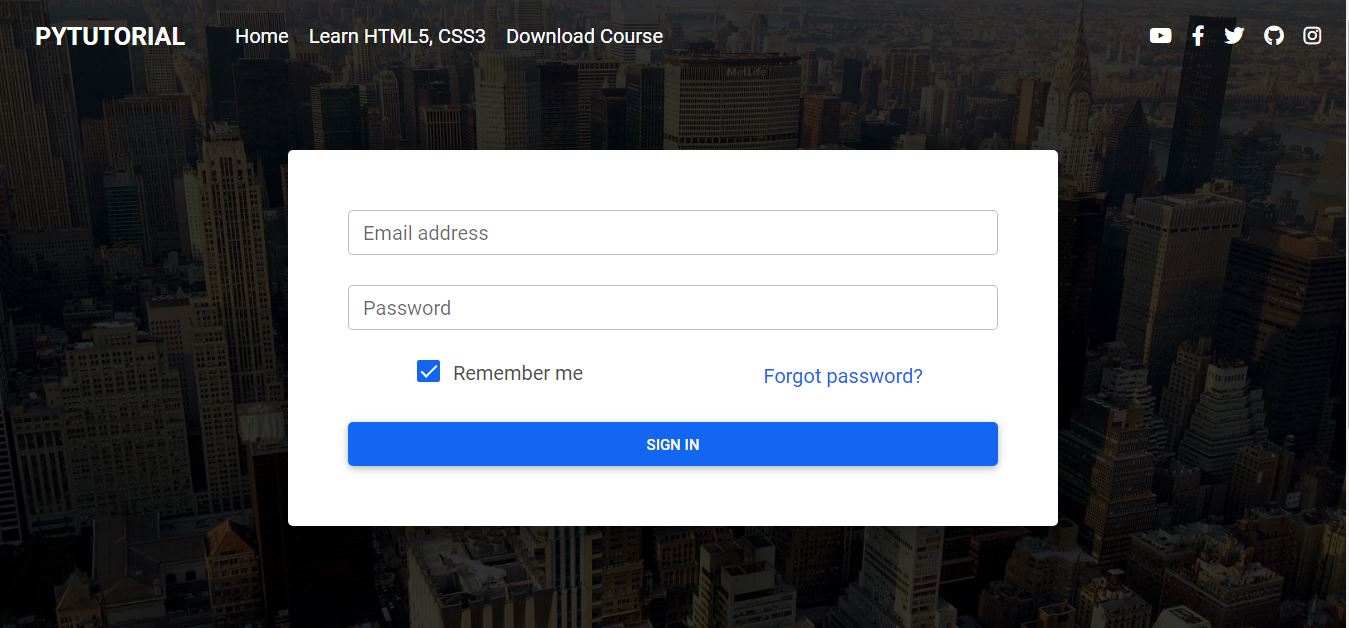 PYTUTORIAL Home Learn HTML5, CSS3 Download Course
MetLife
Email address
Password
Remember me Forgot password?
SIGN IN